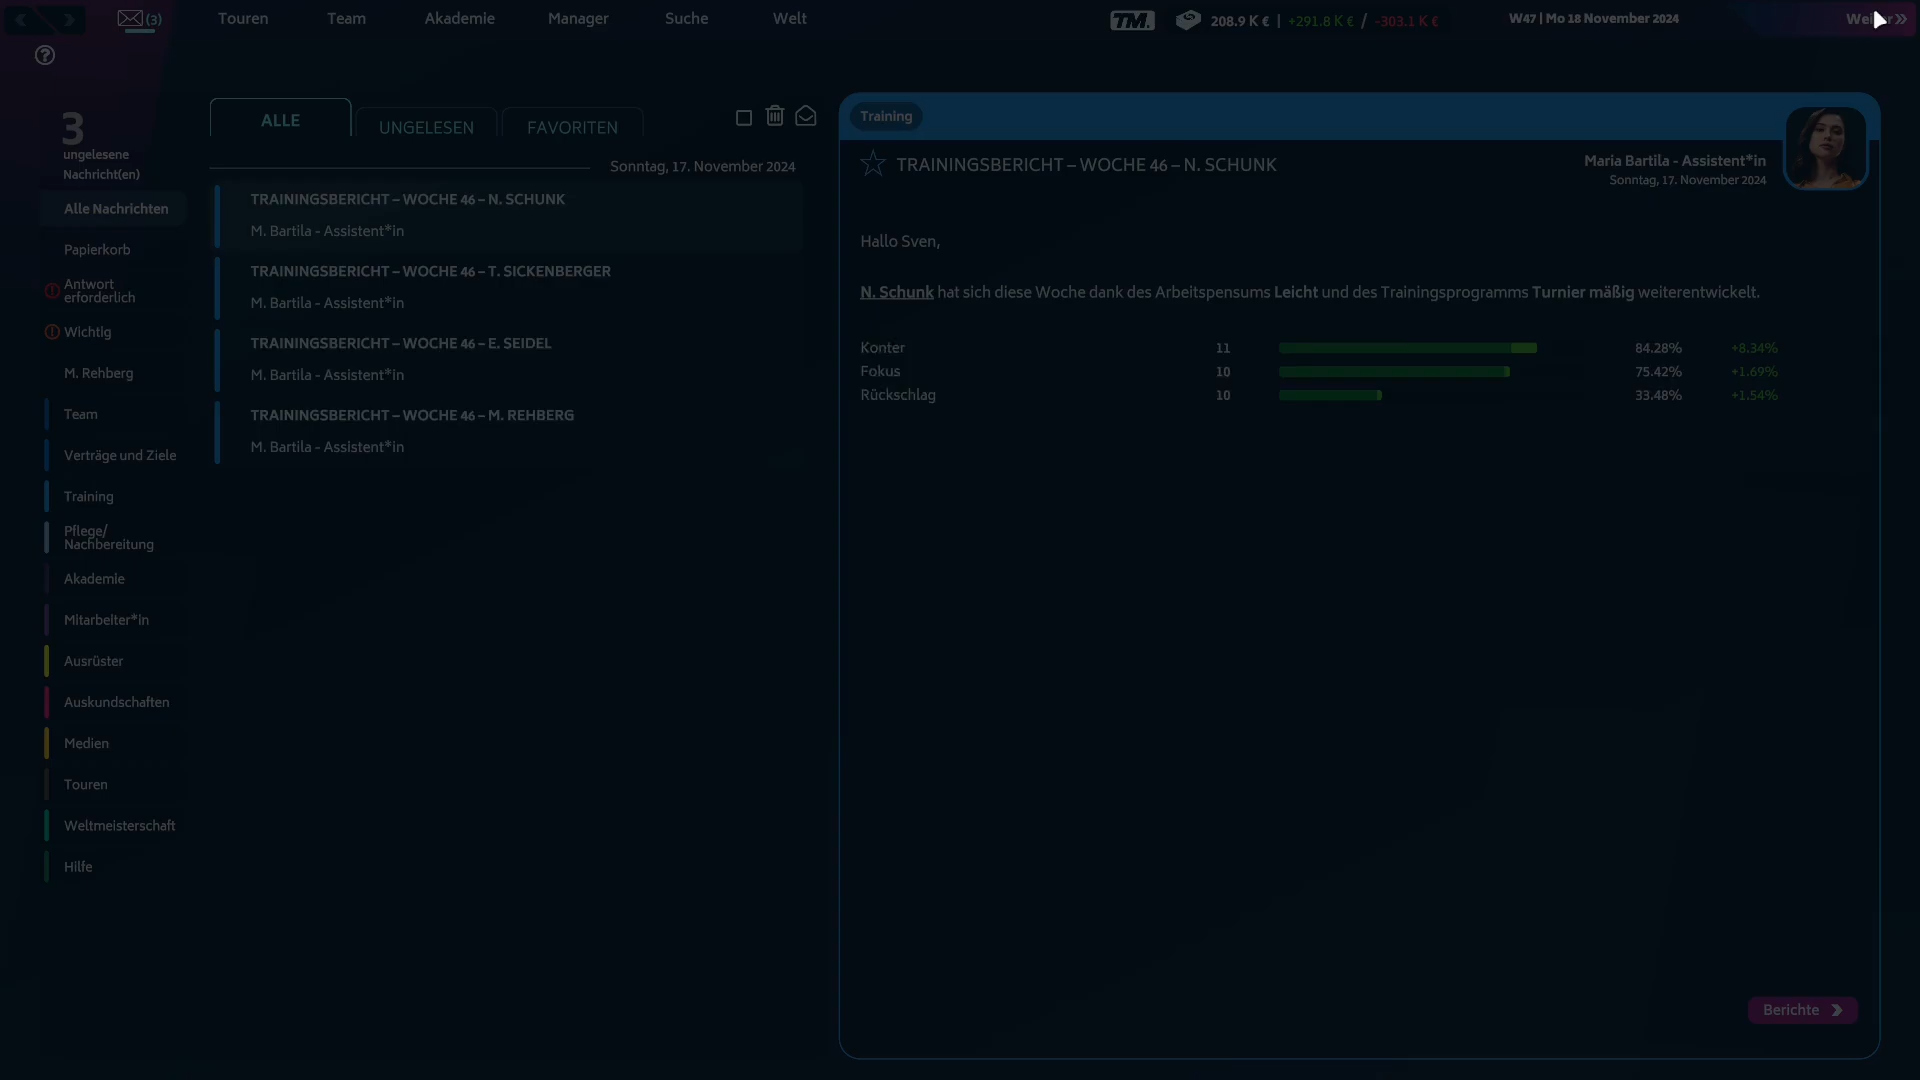 (3)
Touren
Team
Akademie
Manager
Suche
Welt
TM.
208.9 K € | +291.8 K € / -303.1 K €
W47 | Mo 18 November 2024
3
ungelesene
Nachricht(en)
Alle Nachrichten
Papierkorb
Antwort
erforderlich
Wichtig
M. Rehberg
Team
Verträge und Ziele
Training
Pflege/
Nachbereitung
Akademie
Mitarbeiter*in
Ausrüster
Auskundschaften
Medien
Touren
Weltmeisterschaft
Hilfe
ALLE
UNGELESEN
FAVORITEN
Sonntag, 17. November 2024
TRAININGSBERICHT – WOCHE 46 – N. SCHUNK
M. Bartila - Assistent*in
TRAININGSBERICHT – WOCHE 46 – T. SICKENBERGER
M. Bartila - Assistent*in
TRAININGSBERICHT – WOCHE 46 – E. SEIDEL
M. Bartila - Assistent*in
TRAININGSBERICHT – WOCHE 46 – M. REHBERG
M. Bartila - Assistent*in
Training
TRAININGSBERICHT – WOCHE 46 – N. SCHUNK
Maria Bartila - Assistent*in
Sonntag, 17. November 2024
Hallo Sven,
N. Schunk hat sich diese Woche dank des Arbeitspensums Leicht und des Trainingsprogramms Turnier mäßig weiterentwickelt.
Konter 11 84.28% +8.34%
Fokus 10 75.42% +1.69%
Rückschlag 10 33.48% +1.54%
Berichte